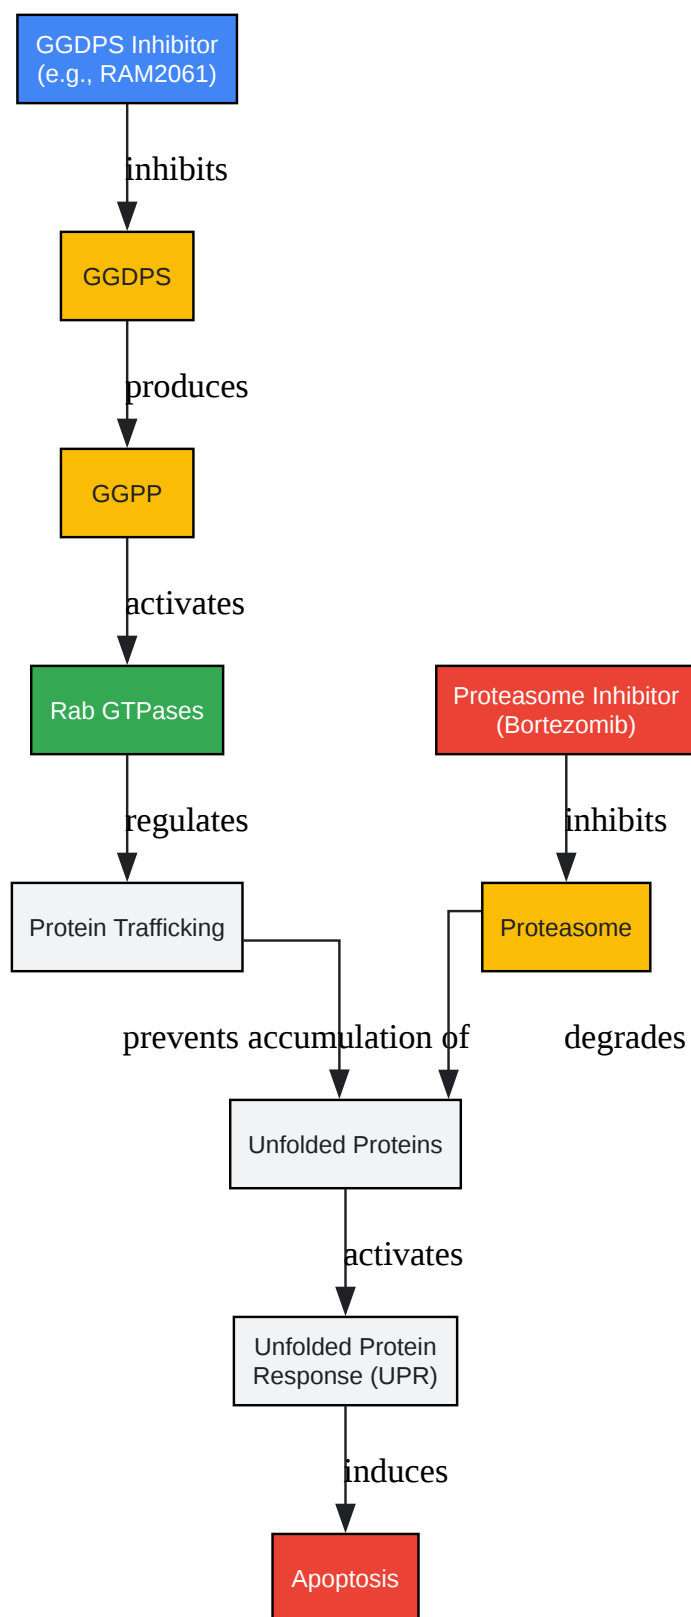 GGDPS Inhibitor
(e.g., RAM2061)
inhibits
GGDPS
produces
GGPP
activates
Rab GTPases
Proteasome Inhibitor
(Bortezomib)
regulates
inhibits
Protein Trafficking
Proteasome
prevents accumulation of
degrades
Unfolded Proteins
activates
Unfolded Protein
Response (UPR)
induces
Apoptosis